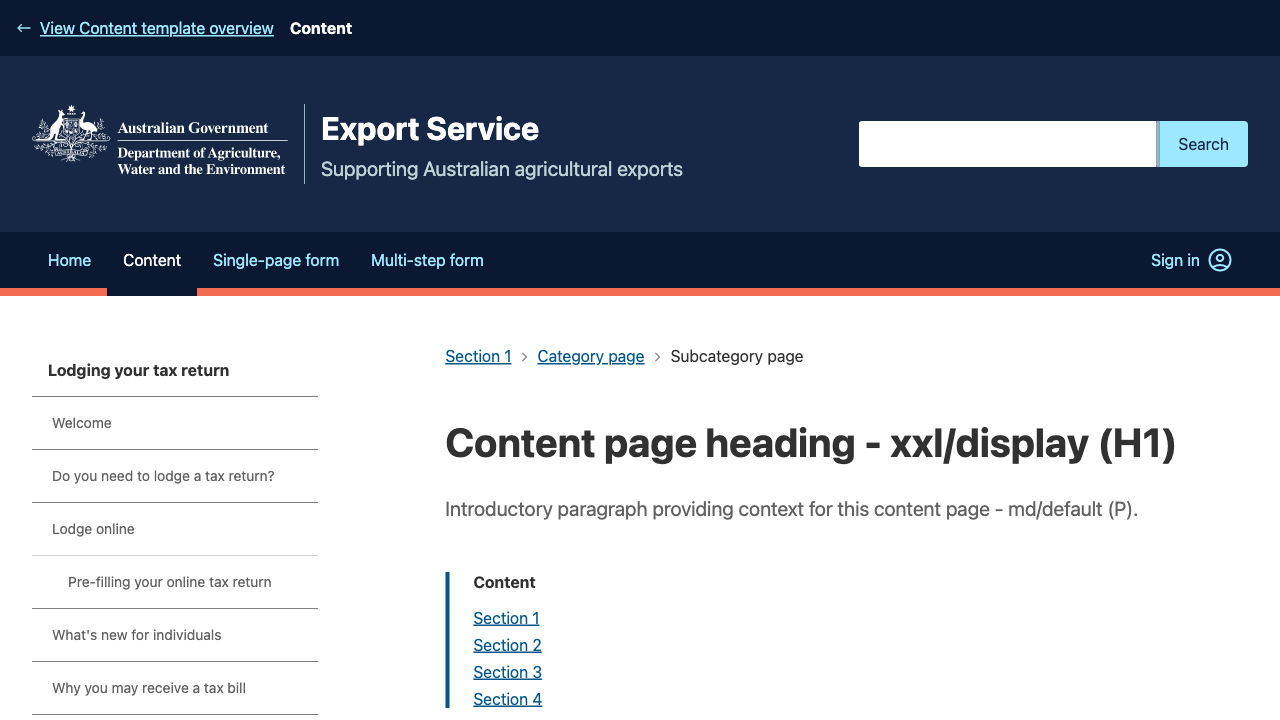 View Content template overview Content
Australian Government
Department of Agriculture,
Water and the Environment
Export Service
Supporting Australian agricultural exports
Search
Home Content Single-page form Multi-step form Sign in
Lodging your tax return
Welcome
Do you need to lodge a tax return?
Lodge online
Pre-filling your online tax return
What's new for individuals
Why you may receive a tax bill
Section 1 > Category page > Subcategory page
Content page heading - xxl/display (H1)
Introductory paragraph providing context for this content page - md/default (P).
Content
Section 1
Section 2
Section 3
Section 4